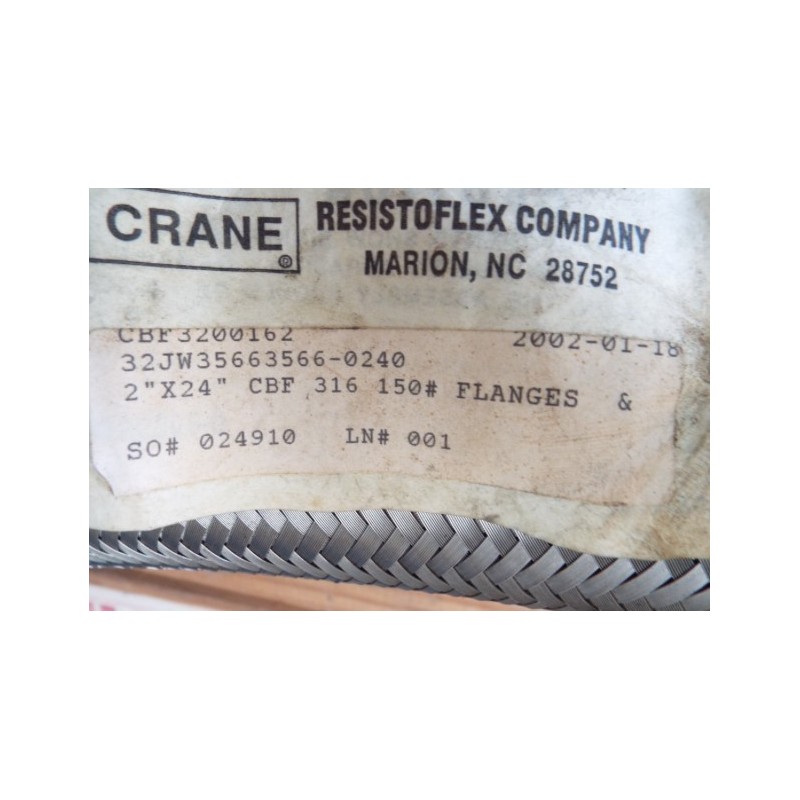 CRANE®
RESISTOFLEX COMPANY
MARION, NC 28752
CBF3200162 2002-01-18
32JW35663566-0240
2"X24" CBF 316 150# FLANGES &
SO# 024910 LN# 001